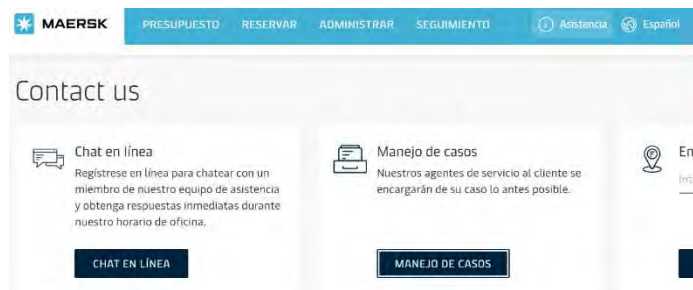 MAERSK PRESUPUESTO RESERVAR ADMINISTRAR SEGUIMIENTO Asistencia Español
Contact us
Chat en línea
Regístrese en línea para chatear con un
miembro de nuestro equipo de asistencia
y obtenga respuestas inmediatas durante
nuestro horario de oficina.
CHAT EN LÍNEA
Manejo de casos
Nuestros agentes de servicio al cliente se
encargarán de su caso lo antes posible.
MANEJO DE CASOS
En
Int